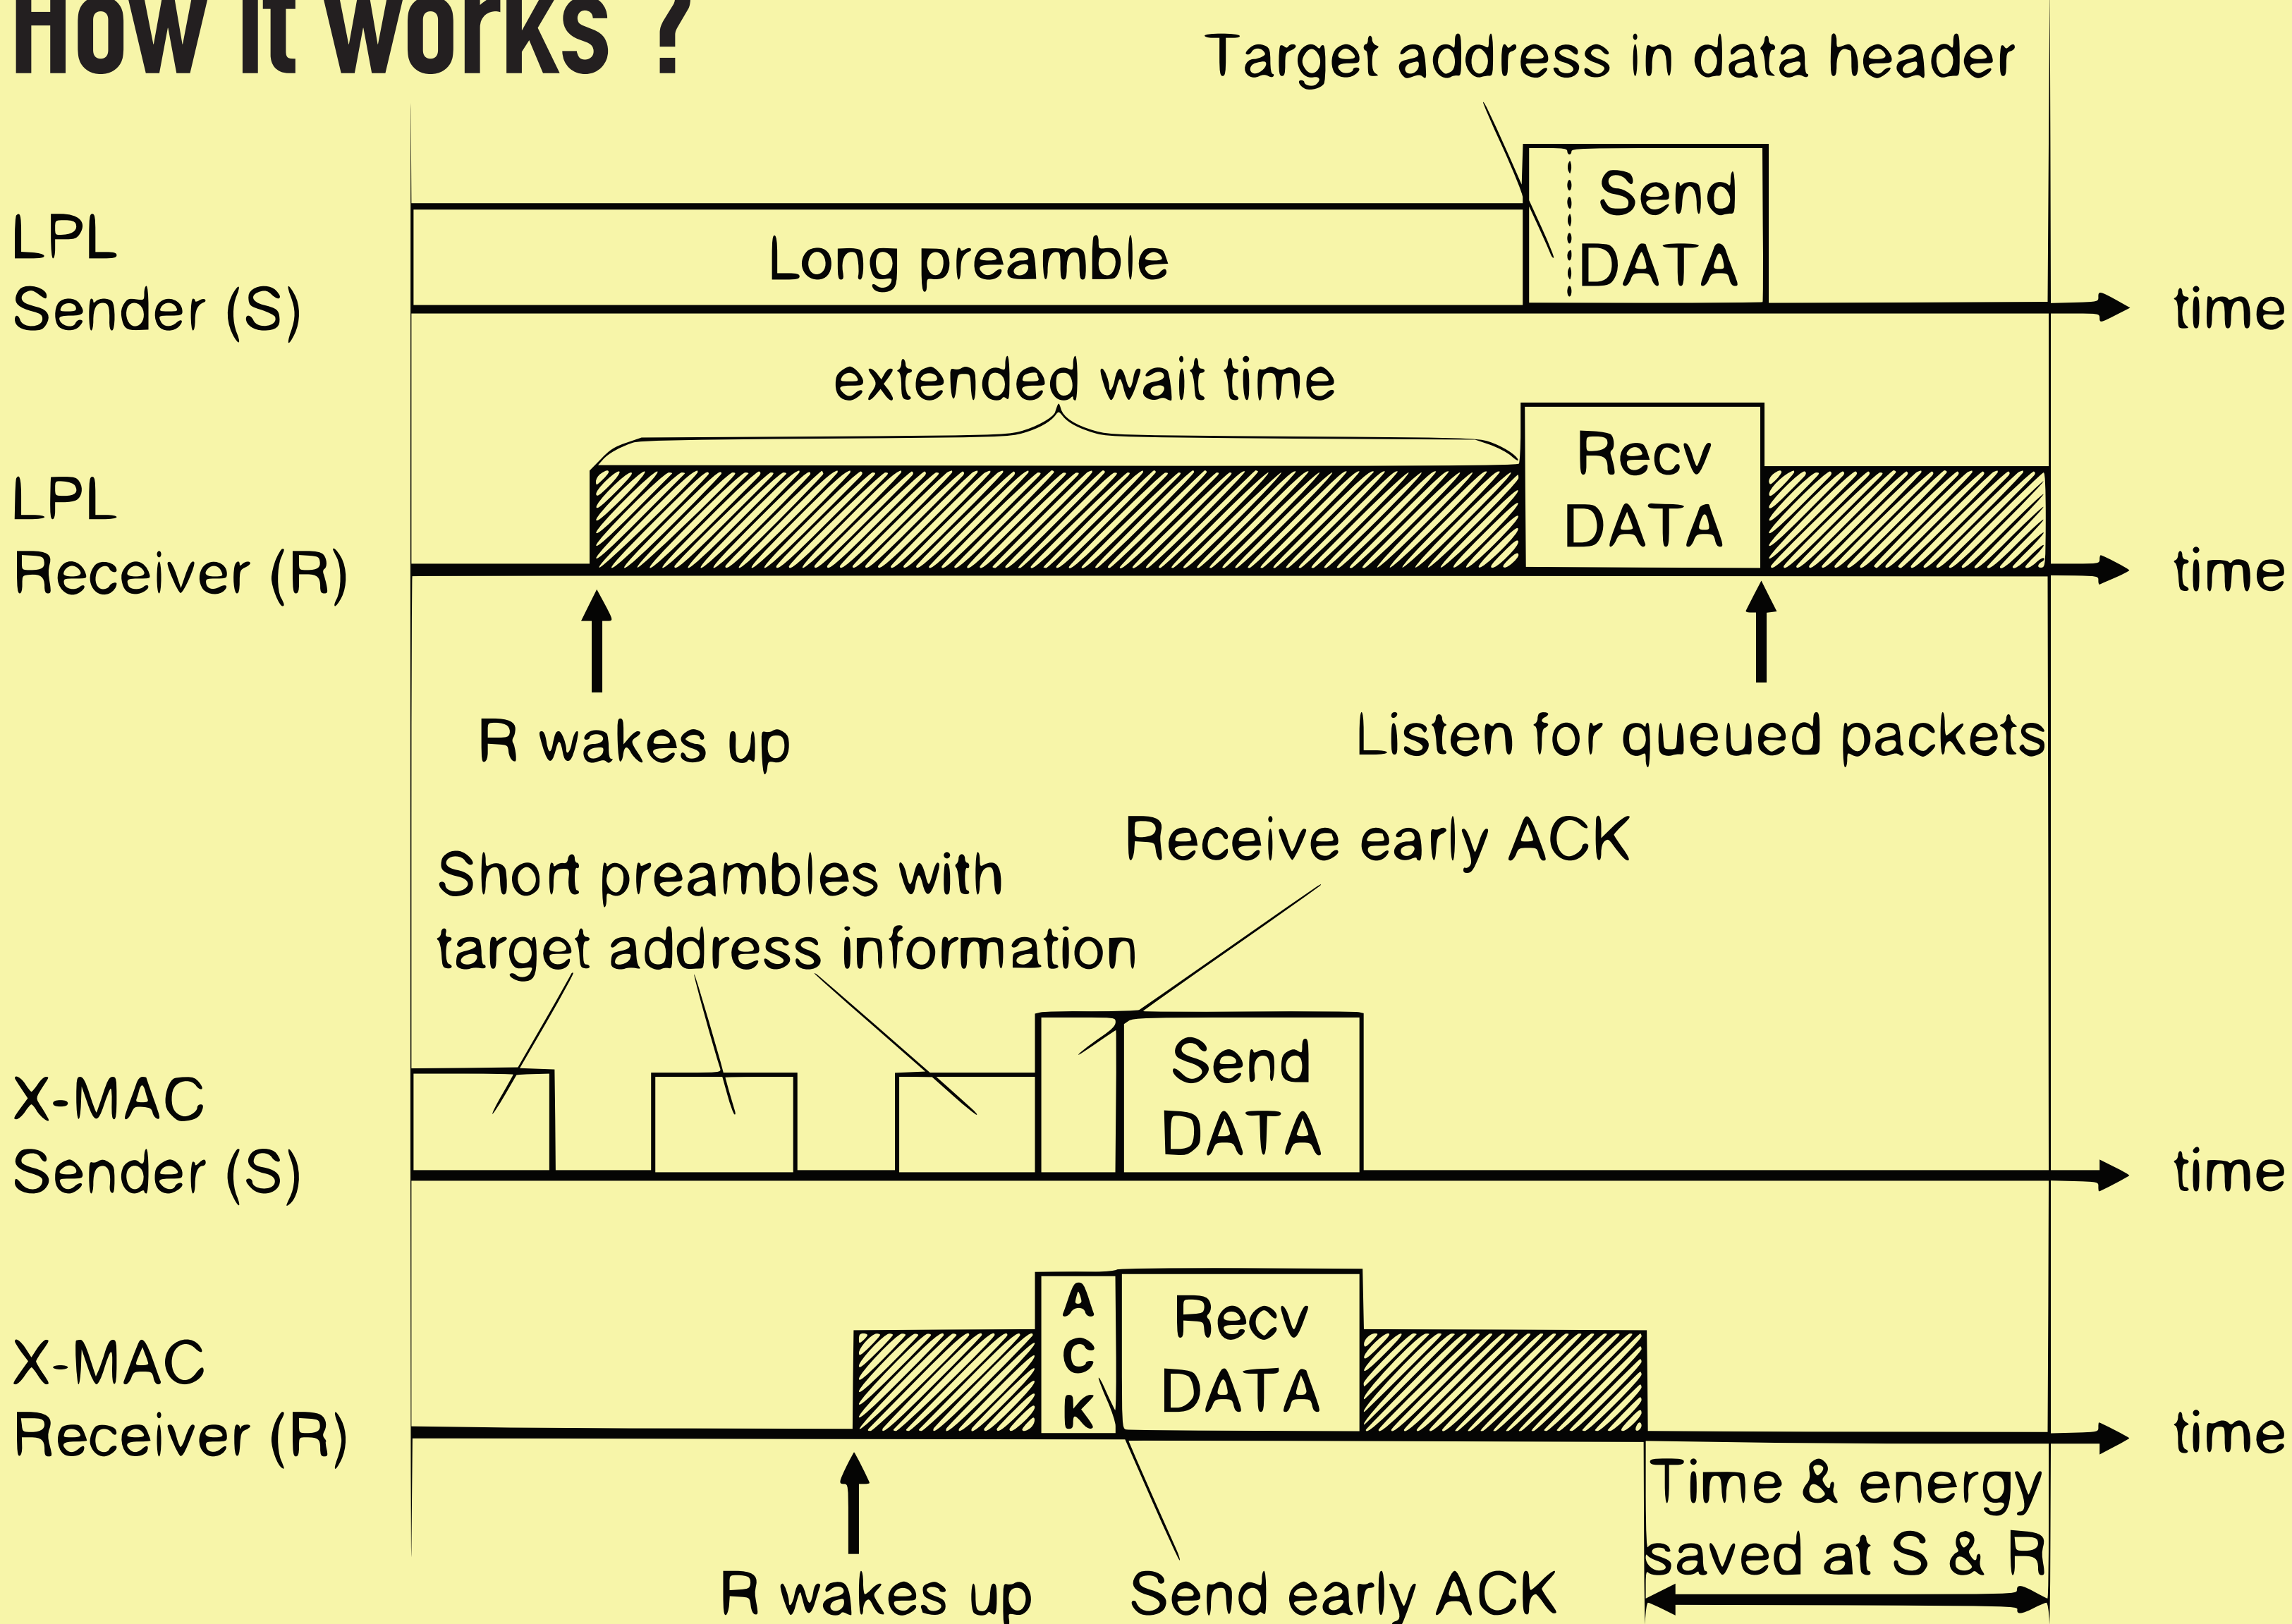 How it works ?
Target address in data header
LPL
Sender (S)
Long preamble
Send
DATA
time
extended wait time
LPL
Receiver (R)
Recv
DATA
time
R wakes up
Listen for queued packets
Receive early ACK
Short preambles with
target address information
X-MAC
Sender (S)
Send
DATA
time
X-MAC
Receiver (R)
A
C
K
Recv
DATA
time
Time & energy
saved at S & R
R wakes up
Send early ACK